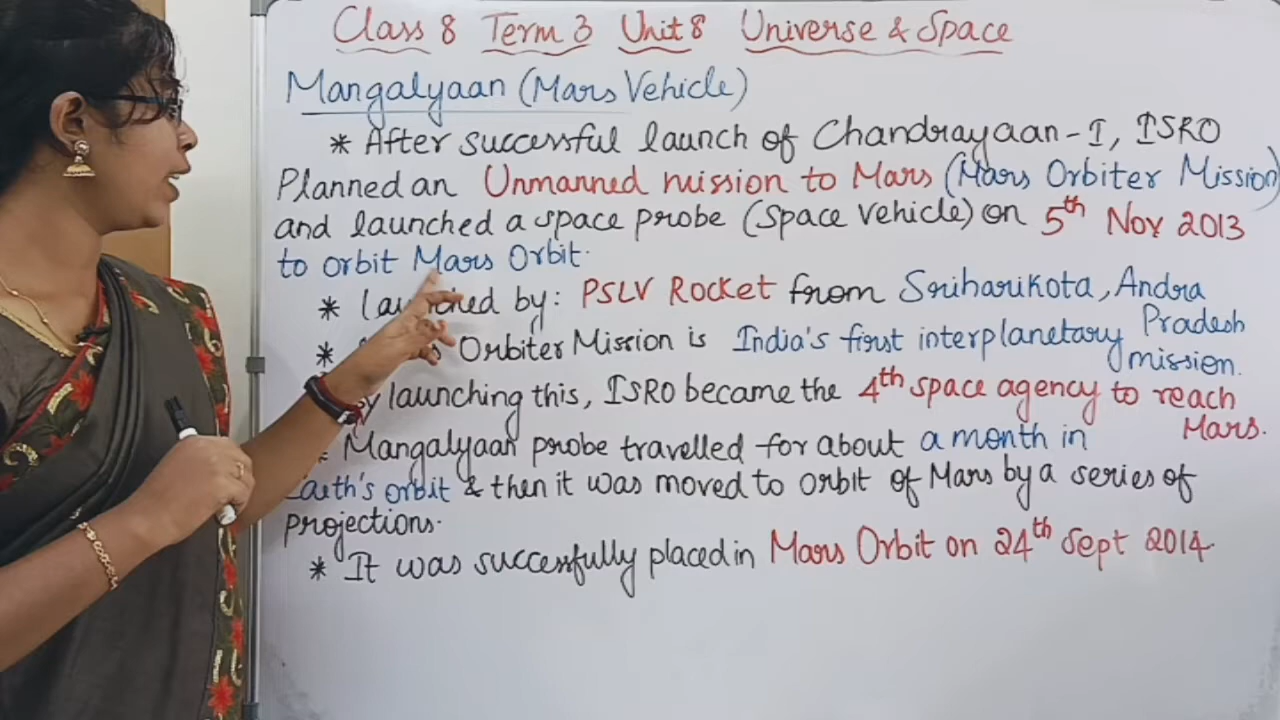 Class 8 Term 3 Unit 8 Universe & Space
Mangalyaan (Mars Vehicle)
* After successful launch of Chandrayaan - I, ISRO
Planned an Unmanned mission to Mars (Mars Orbiter Mission)
and launched a space probe (Space Vehicle) on 5th Nov 2013
to orbit Mars Orbit.
* launched by: PSLV Rocket from Sriharikota, Andra
Pradesh
* Orbiter Mission is India's first interplanetary
mission.
launching this, ISRO became the 4th space agency to reach
Mars.
Mangalyaan probe travelled for about a month in
Earth's orbit & then it was moved to orbit of Mars by a series of
projections.
* It was successfully placed in Mars Orbit on 24th Sept 2014.